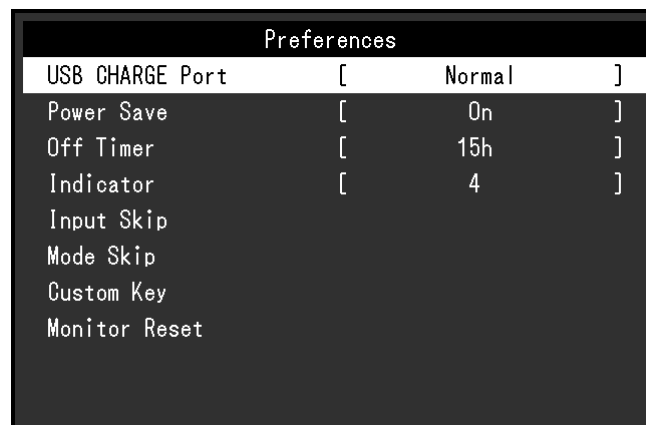 Preferences
USB CHARGE Port [ Normal ]
Power Save [ On ]
Off Timer [ 15h ]
Indicator [ 4 ]
Input Skip
Mode Skip
Custom Key
Monitor Reset